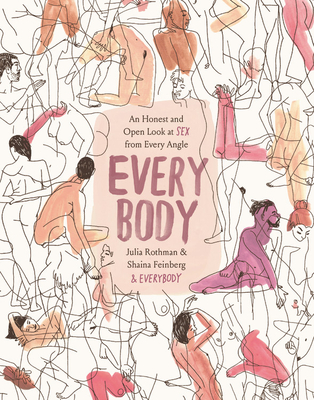 An Honest and
Open Look at SEX
from Every Angle
EVERY
BODY
Julia Rothman &
Shaina Feinberg
& EVERYBODY